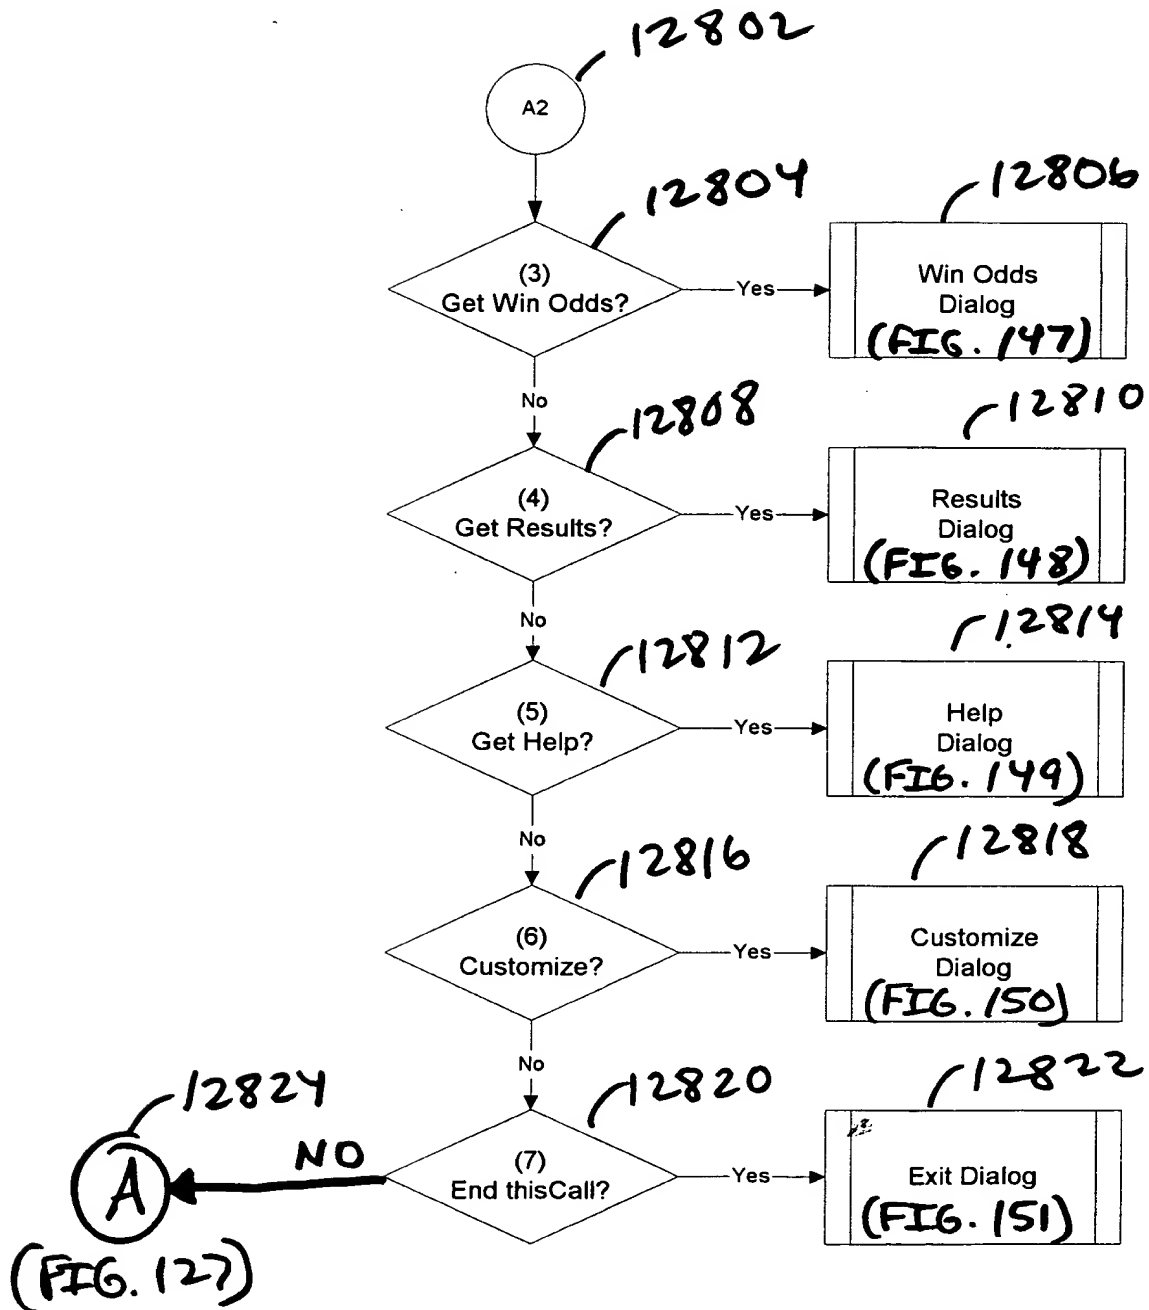 12802
A2
12804
12806
(3)
Get Win Odds?
Yes
Win Odds
Dialog
(FIG. 147)
No
12808
12810
(4)
Get Results?
Yes
Results
Dialog
(FIG. 148)
No
12812
12814
(5)
Get Help?
Yes
Help
Dialog
(FIG. 149)
No
12816
12818
(6)
Customize?
Yes
Customize
Dialog
(FIG. 150)
No
12824
12820
12822
A
NO
(7)
End thisCall?
Yes
Exit Dialog
(FIG. 151)
(FIG. 127)